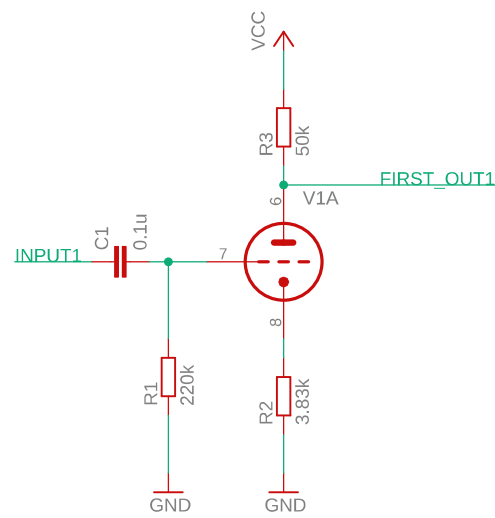 VCC
R3
50k
FIRST_OUT1
6
V1A
INPUT1
C1
0.1u
7
8
R1
220k
R2
3.83k
GND
GND